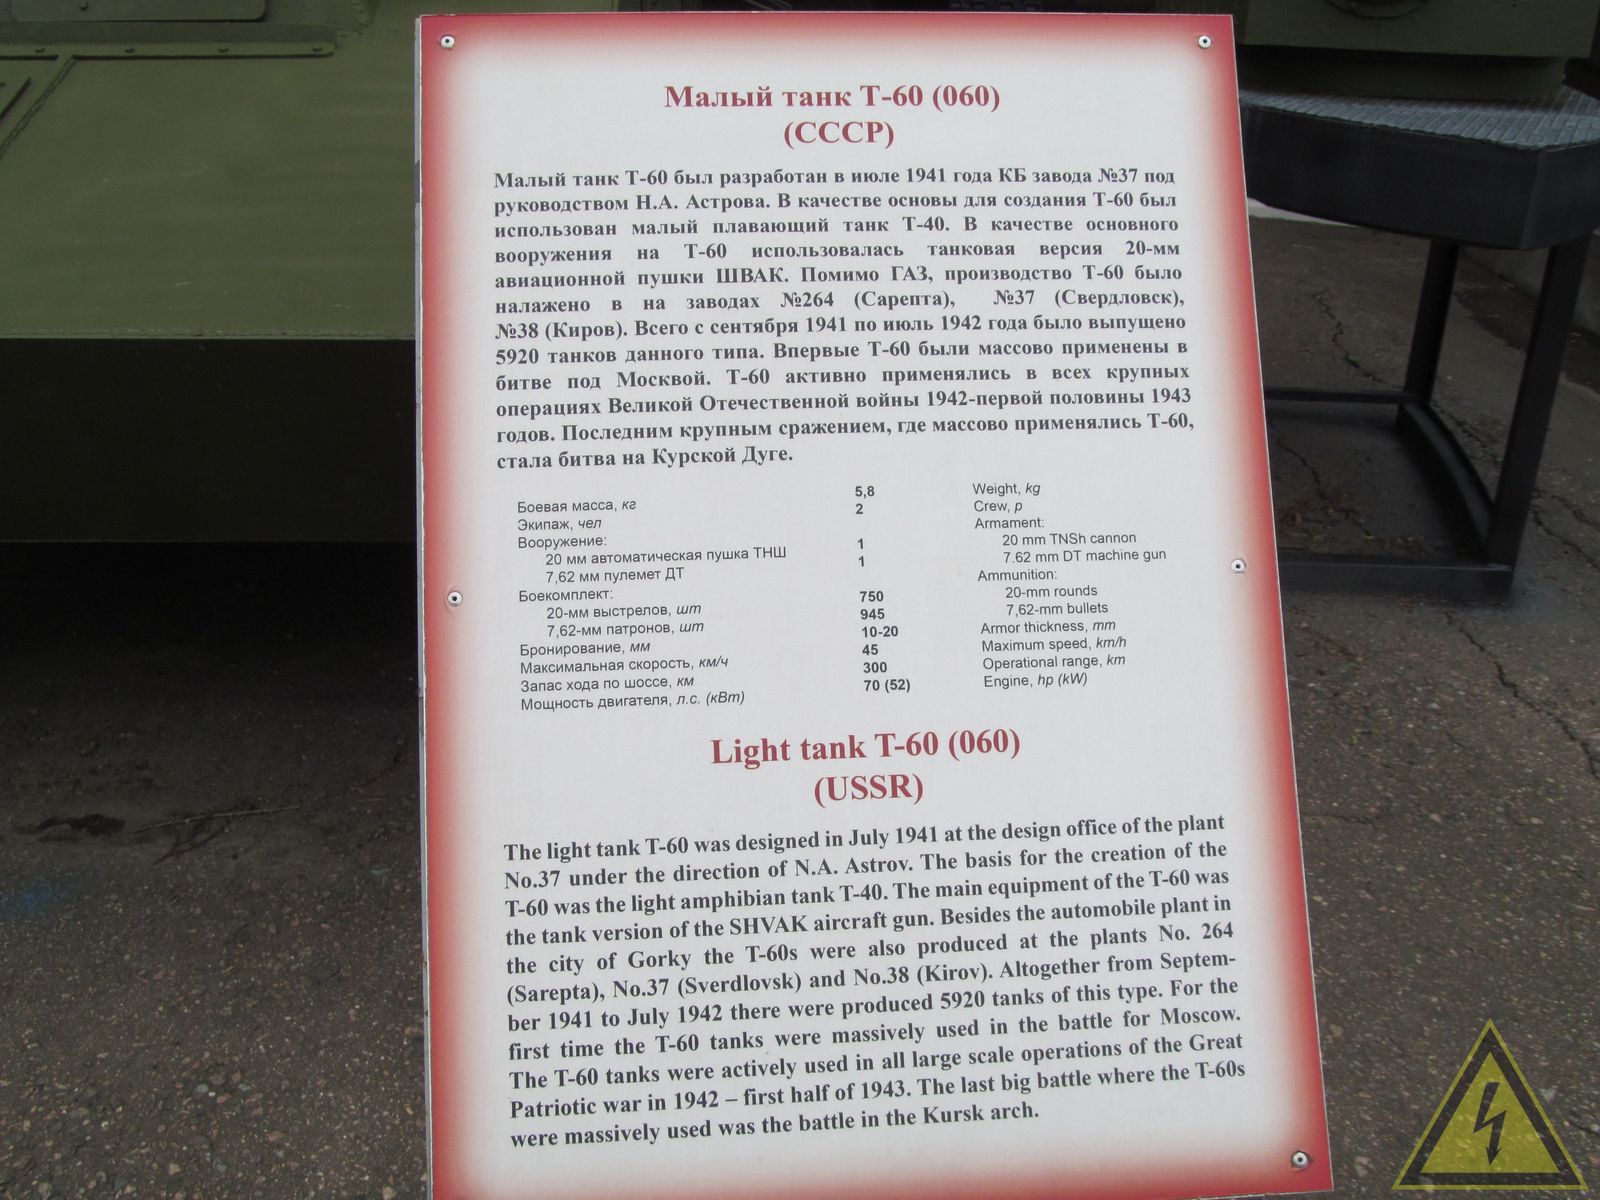 Малый танк Т-60 (060)
(СССР)
Малый танк Т-60 был разработан в июле 1941 года КБ завода №37 под
руководством Н.А. Астрова. В качестве основы для создания Т-60 был
использован малый плавающий танк Т-40. В качестве основного
вооружения на Т-60 использовалась танковая версия 20-мм
авиационной пушки ШВАК. Помимо ГАЗ, производство Т-60 было
налажено в на заводах №264 (Сарепта), №37 (Свердловск),
№38 (Киров). Всего с сентября 1941 по июль 1942 года было выпущено
5920 танков данного типа. Впервые Т-60 были массово применены в
битве под Москвой. Т-60 активно применялись в всех крупных
операциях Великой Отечественной войны 1942-первой половины 1943
годов. Последним крупным сражением, где массово применялись Т-60,
стала битва на Курской Дуге.
Боевая масса, кг 5,8 Weight, kg
Экипаж, чел 2 Crew, p
Вооружение: Armament:
20 мм автоматическая пушка ТНШ 1 20 mm TNSh cannon
7,62 мм пулемет ДТ 1 7.62 mm DT machine gun
Боекомплект: Ammunition:
20-мм выстрелов, шт 750 20-mm rounds
7,62-мм патронов, шт 945 7,62-mm bullets
Бронирование, мм 10-20 Armor thickness, mm
Максимальная скорость, км/ч 45 Maximum speed, km/h
Запас хода по шоссе, км 300 Operational range, km
Мощность двигателя, л.с. (кВт) 70 (52) Engine, hp (kW)
Light tank T-60 (060)
(USSR)
The light tank T-60 was designed in July 1941 at the design office of the plant
No.37 under the direction of N.A. Astrov. The basis for the creation of the
T-60 was the light amphibian tank T-40. The main equipment of the T-60 was
the tank version of the SHVAK aircraft gun. Besides the automobile plant in
the city of Gorky the T-60s were also produced at the plants No. 264
(Sarepta), No.37 (Sverdlovsk) and No.38 (Kirov). Altogether from Septem-
ber 1941 to July 1942 there were produced 5920 tanks of this type. For the
first time the T-60 tanks were massively used in the battle for Moscow.
The T-60 tanks were actively used in all large scale operations of the Great
Patriotic war in 1942 – first half of 1943. The last big battle where the T-60s
were massively used was the battle in the Kursk arch.